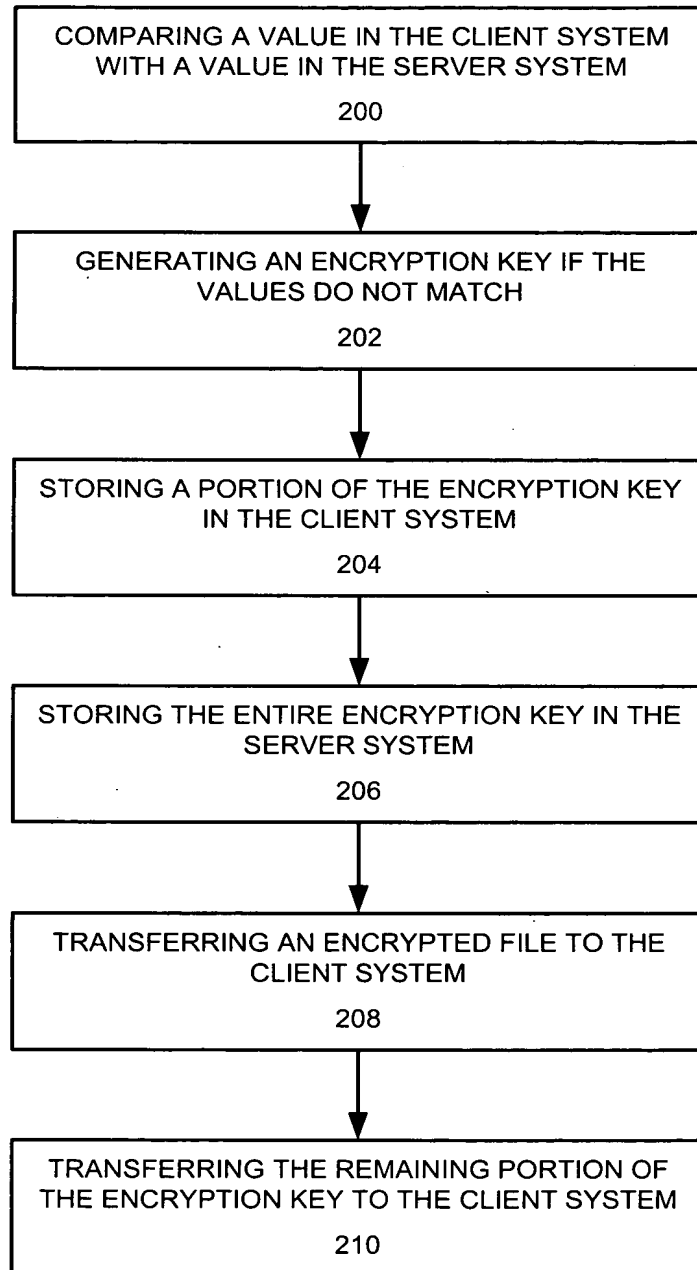 COMPARING A VALUE IN THE CLIENT SYSTEM
WITH A VALUE IN THE SERVER SYSTEM
200
GENERATING AN ENCRYPTION KEY IF THE
VALUES DO NOT MATCH
202
STORING A PORTION OF THE ENCRYPTION KEY
IN THE CLIENT SYSTEM
204
STORING THE ENTIRE ENCRYPTION KEY IN THE
SERVER SYSTEM
206
TRANSFERRING AN ENCRYPTED FILE TO THE
CLIENT SYSTEM
208
TRANSFERRING THE REMAINING PORTION OF
THE ENCRYPTION KEY TO THE CLIENT SYSTEM
210